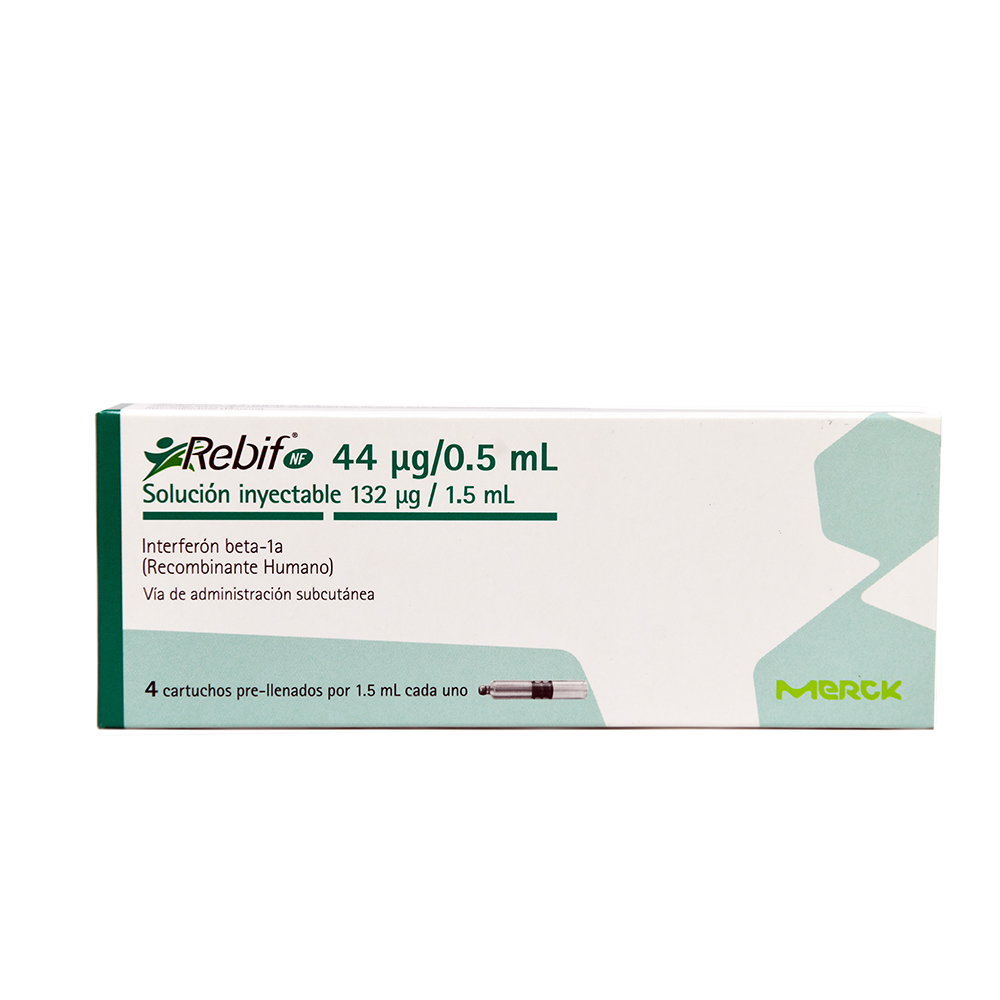 Rebif® NF 44 µg/0.5 mL
Solución inyectable 132 µg / 1.5 mL
Interferón beta-1a
(Recombinante Humano)
Vía de administración subcutánea
4 cartuchos pre-llenados por 1.5 mL cada uno
MERCK